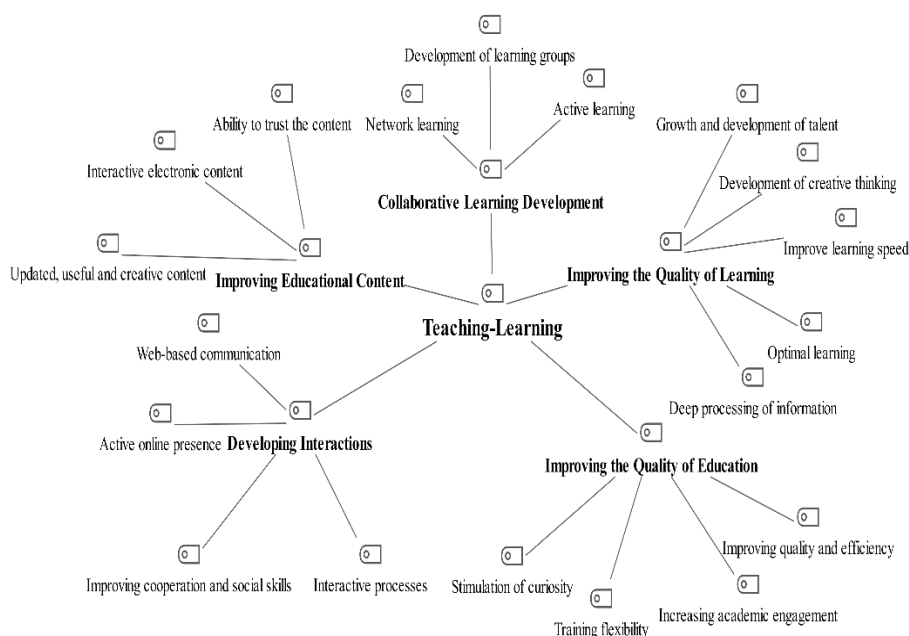 Development of learning groups
Ability to trust the content
Network learning
Active learning
Growth and development of talent
Interactive electronic content
Collaborative Learning Development
Development of creative thinking
Updated, useful and creative content
Improving Educational Content
Improving the Quality of Learning
Improve learning speed
Teaching-Learning
Web-based communication
Optimal learning
Deep processing of information
Active online presence
Developing Interactions
Improving the Quality of Education
Improving quality and efficiency
Improving cooperation and social skills
Interactive processes
Stimulation of curiosity
Increasing academic engagement
Training flexibility